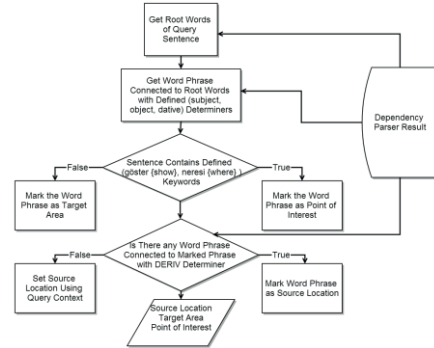 Get Root Words
of Query
Sentence
Get Word Phrase
Connected to Root Words
with Defined (subject,
object, dative)
Determiners
Dependency
Parser Result
False
Sentence Contains Defined
(göster {show}, neresi {where} )
Keywords
True
Mark the Word
Phrase as Target
Area
Mark the Word
Phrase as Point of
Interest
False
Is There any Word Phrase
Connected to Marked Phrase
with DERIV Determiner
True
Set Source
Location Using
Query Context
Mark Word Phrase
as Source Location
Source Location
Target Area
Point of Interest